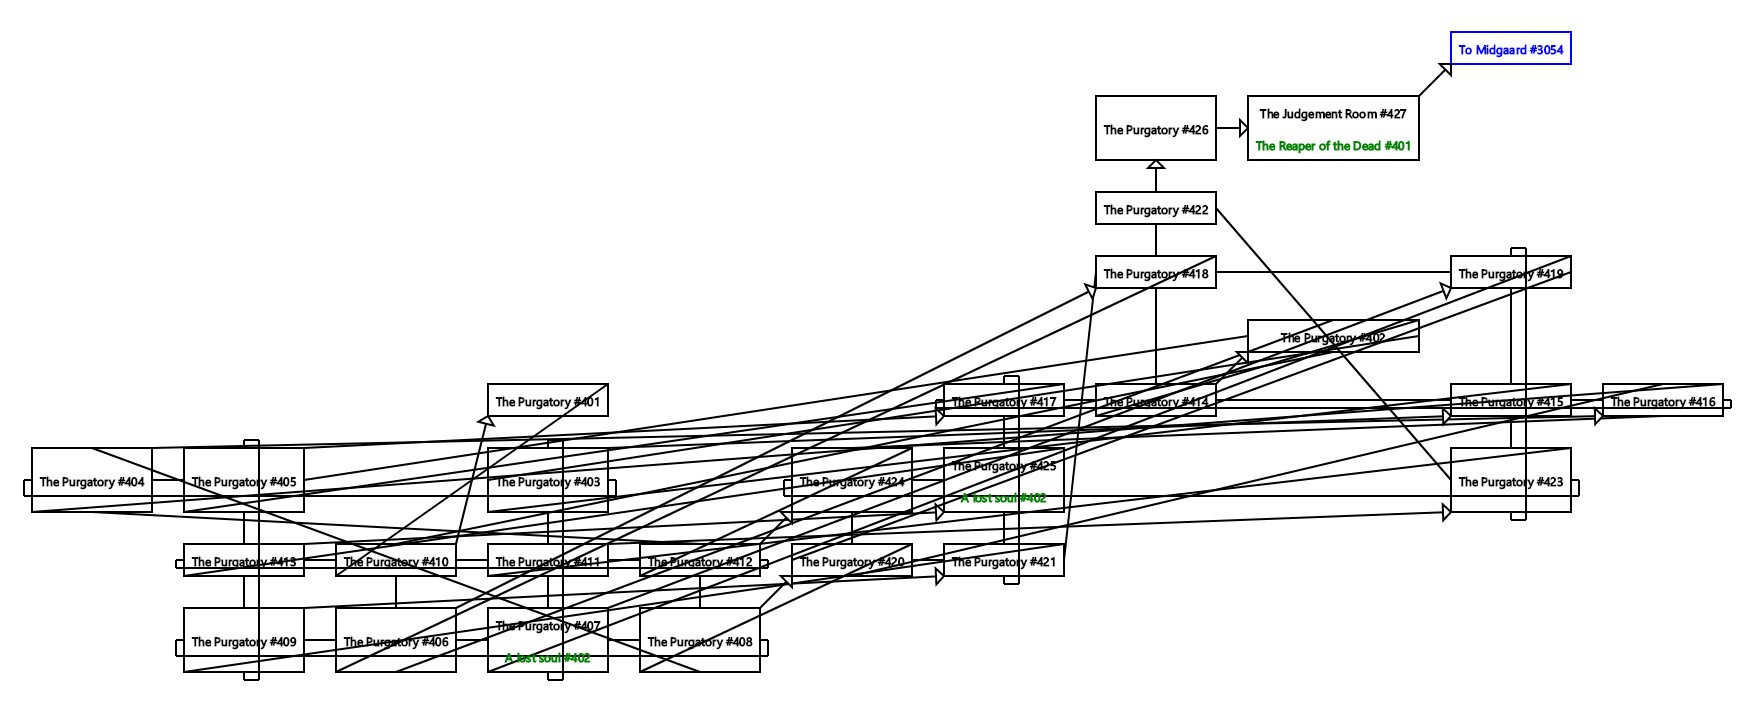 To Midgaard #3054
The Purgatory #426
The Judgement Room #427
The Reaper of the Dead #401
The Purgatory #422
The Purgatory #418
The Purgatory #419
The Purgatory #402
The Purgatory #401
The Purgatory #417
The Purgatory #414
The Purgatory #415
The Purgatory #416
The Purgatory #404
The Purgatory #405
The Purgatory #403
The Purgatory #424
The Purgatory #425
A lost soul #402
The Purgatory #423
The Purgatory #413
The Purgatory #410
The Purgatory #411
The Purgatory #412
The Purgatory #420
The Purgatory #421
The Purgatory #409
The Purgatory #406
The Purgatory #407
A lost soul #402
The Purgatory #408